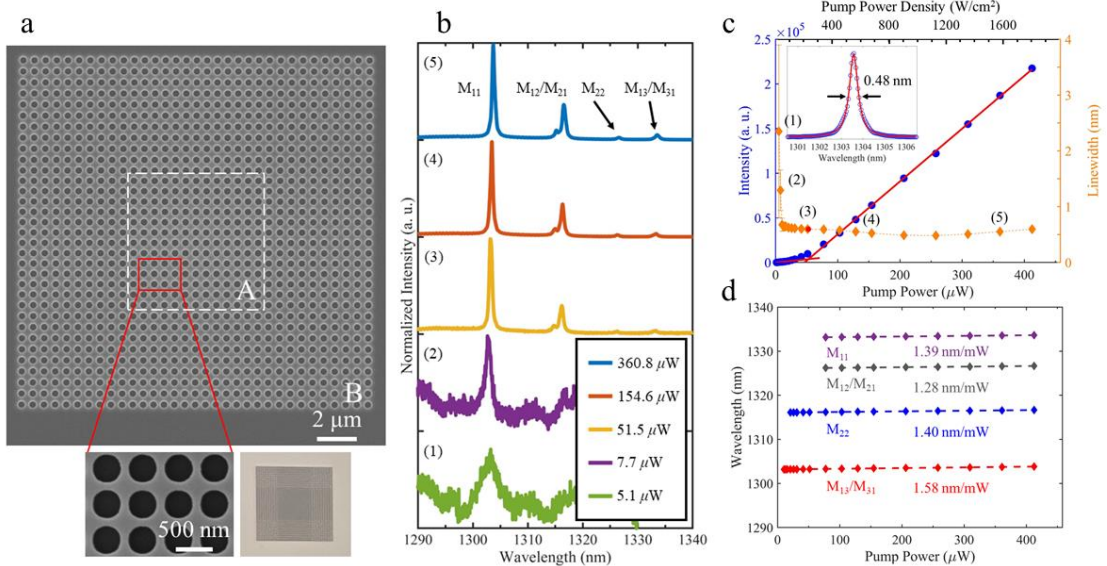 a
A
B
2 μm
500 nm
b
(5)
M₁₁
M₁₂/M₂₁
M₂₂
M₁₃/M₃₁
(4)
(3)
(2)
(1)
360.8 μW
154.6 μW
51.5 μW
7.7 μW
5.1 μW
Normalized Intensity (a. u.)
1290 1300 1310 1320 1330 1340
Wavelength (nm)
c
Pump Power Density (W/cm²)
0 500 1000 1500
×10⁵
2.5
2
1.5
1
0.5
0
Intensity (a. u.)
4
3
2
1
0
Linewidth (nm)
0.48 nm
1301 1302 1303 1304 1305 1306
Wavelength (nm)
(1)
(2)
(3)
(4)
(5)
0 100 200 300 400
Pump Power (μW)
d
1340
1330
1320
1310
1300
1290
Wavelength (nm)
M₁₁ 1.39 nm/mW
M₁₂/M₂₁ 1.28 nm/mW
M₂₂ 1.40 nm/mW
M₁₃/M₃₁ 1.58 nm/mW
0 100 200 300 400
Pump Power (μW)